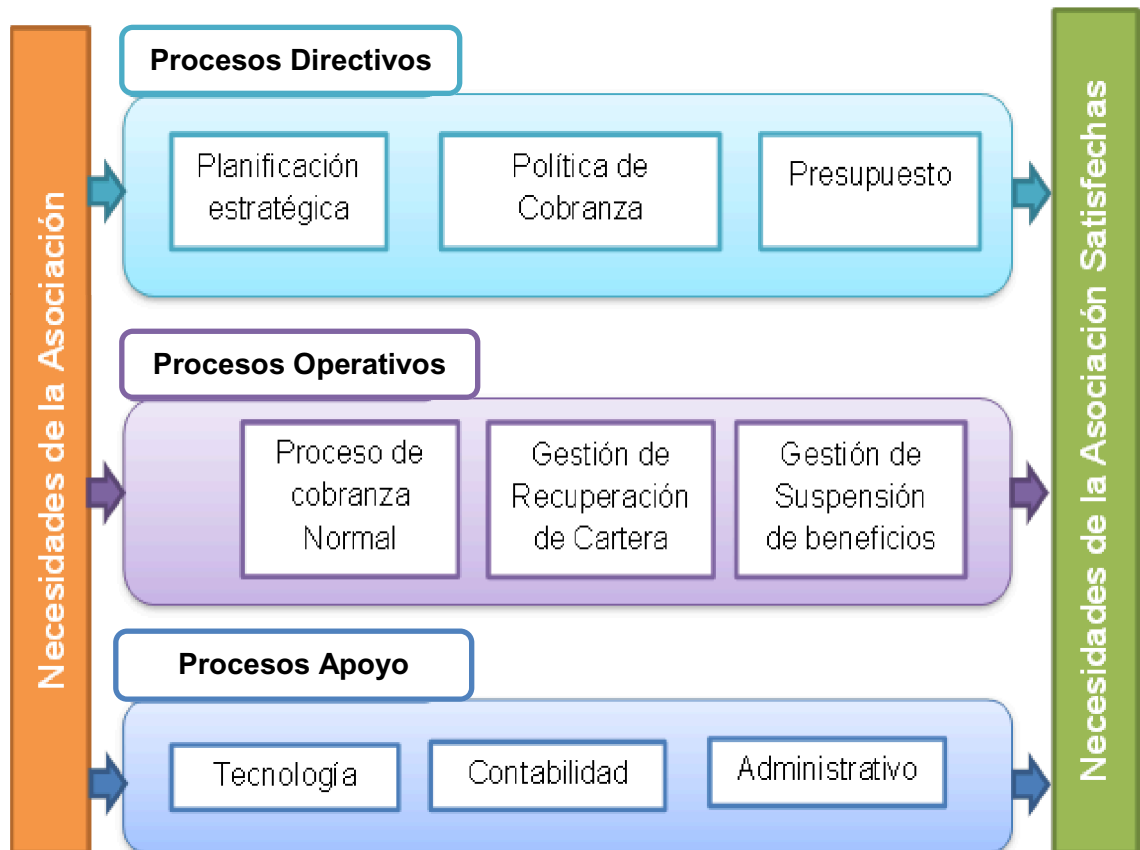 Necesidades de la Asociación
Procesos Directivos
Planificación
estratégica
Política de
Cobranza
Presupuesto
Procesos Operativos
Proceso de
cobranza
Normal
Gestión de
Recuperación
de Cartera
Gestión de
Suspensión
de beneficios
Procesos Apoyo
Tecnología
Contabilidad
Administrativo
Necesidades de la Asociación Satisfechas